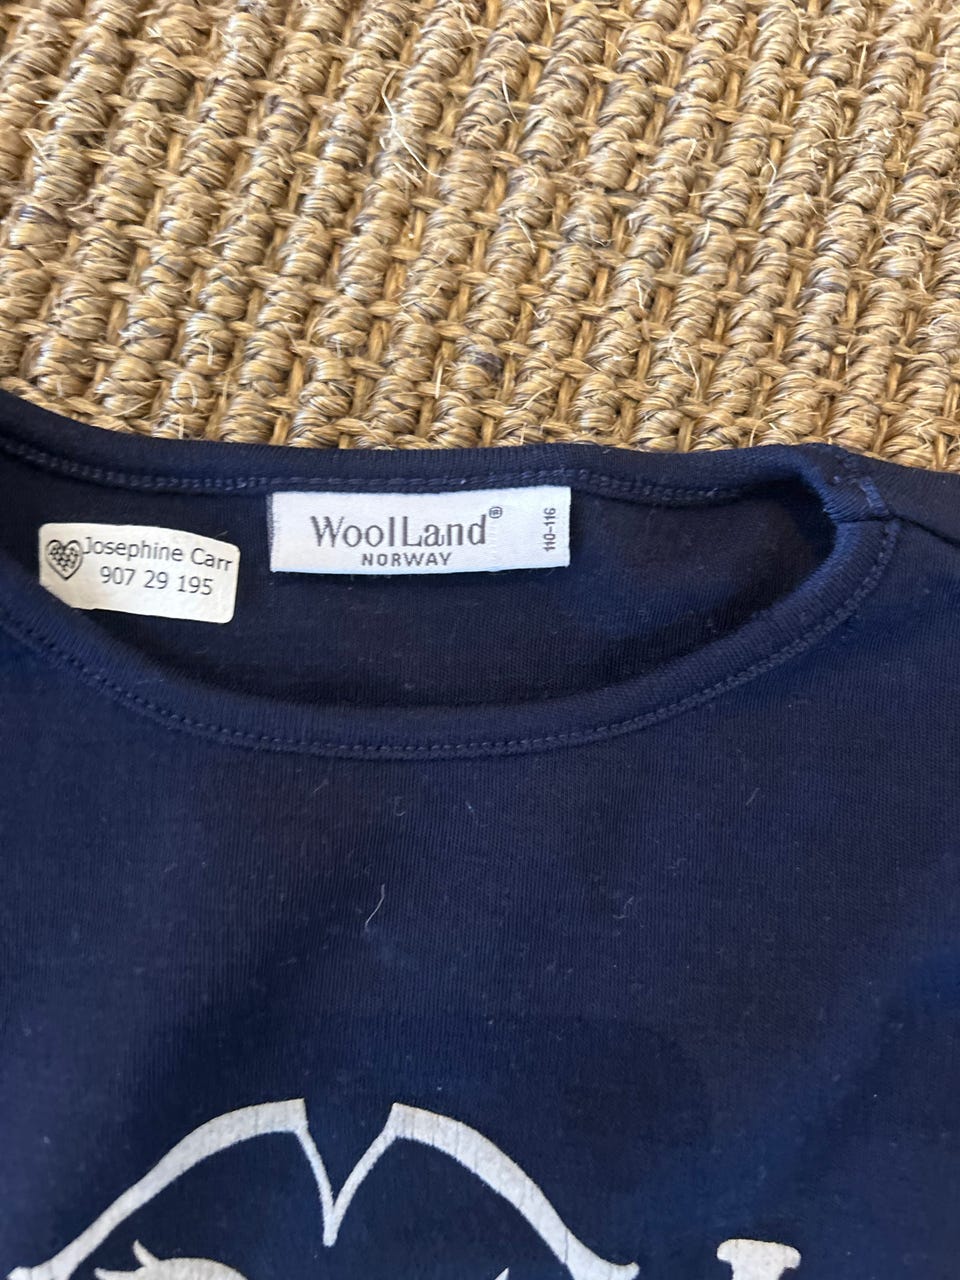 Josephine Carr
907 29 195
WoolLand®
NORWAY
110-116